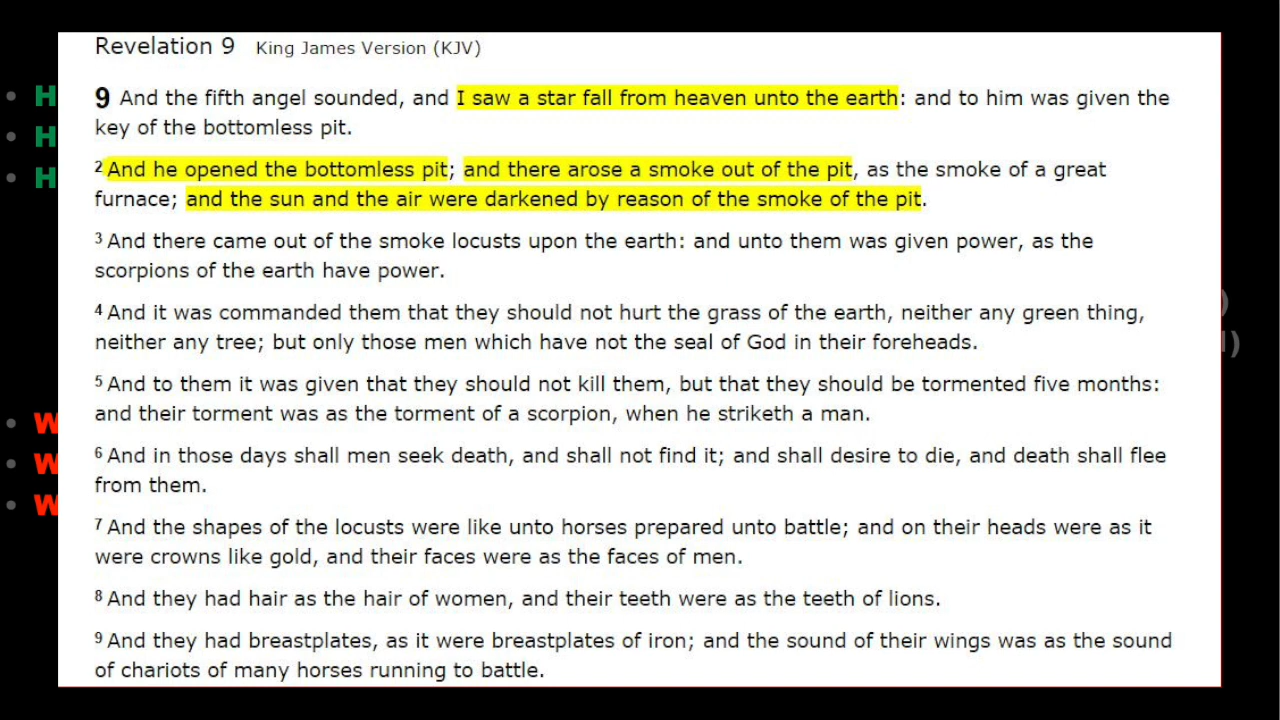 Revelation 9 King James Version (KJV)
9 And the fifth angel sounded, and I saw a star fall from heaven unto the earth: and to him was given the
key of the bottomless pit.
2 And he opened the bottomless pit; and there arose a smoke out of the pit, as the smoke of a great
furnace; and the sun and the air were darkened by reason of the smoke of the pit.
3 And there came out of the smoke locusts upon the earth: and unto them was given power, as the
scorpions of the earth have power.
4 And it was commanded them that they should not hurt the grass of the earth, neither any green thing,
neither any tree; but only those men which have not the seal of God in their foreheads.
5 And to them it was given that they should not kill them, but that they should be tormented five months:
and their torment was as the torment of a scorpion, when he striketh a man.
6 And in those days shall men seek death, and shall not find it; and shall desire to die, and death shall flee
from them.
7 And the shapes of the locusts were like unto horses prepared unto battle; and on their heads were as it
were crowns like gold, and their faces were as the faces of men.
8 And they had hair as the hair of women, and their teeth were as the teeth of lions.
9 And they had breastplates, as it were breastplates of iron; and the sound of their wings was as the sound
of chariots of many horses running to battle.